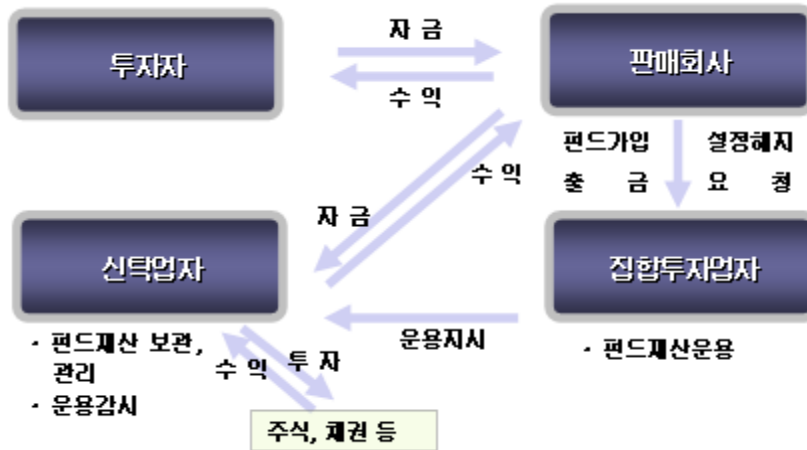 자 금
투자자
판매회사
수 익
펀드가입 설정해지
출 금 요 청
수 익
자 금
신탁업자
집합투자업자
운용지시
· 펀드재산 보관,
관리
· 운용감시
수 익
투 자
· 펀드재산운용
주식, 채권 등